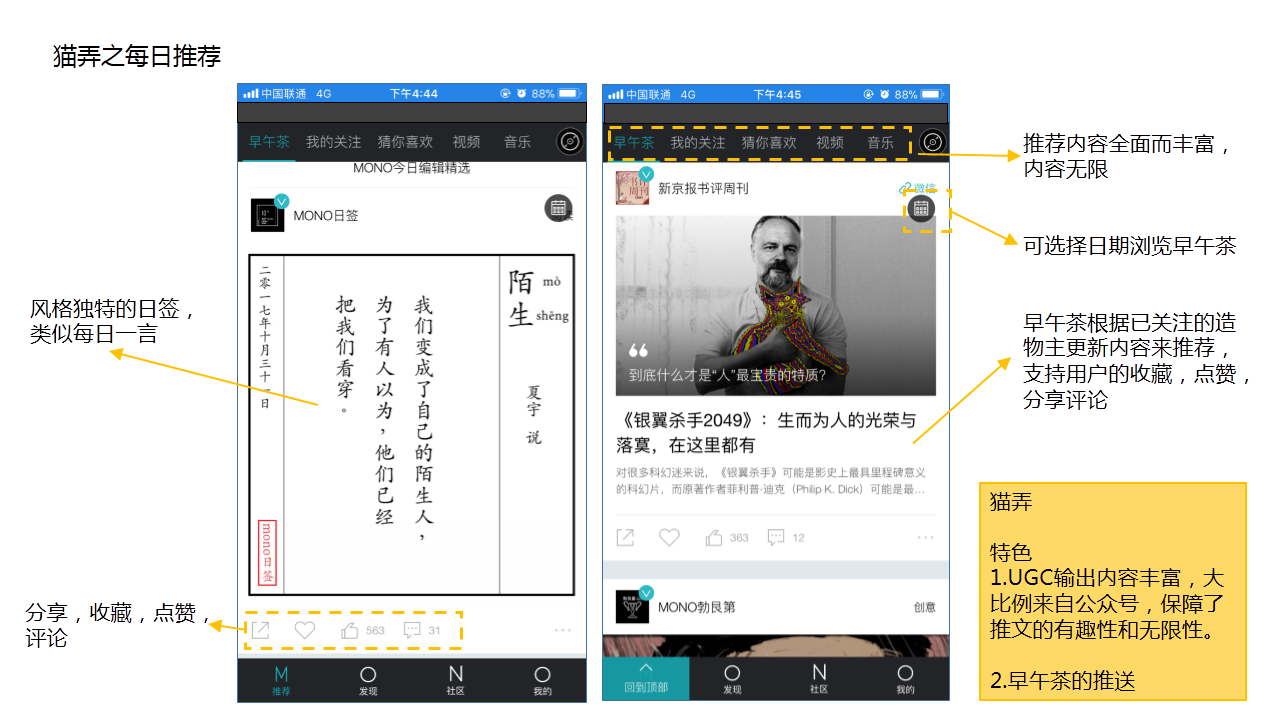 猫弄之每日推荐
中国联通 4G 下午4:44 88%
早午茶 我的关注 猜你喜欢 视频 音乐
MONO今日编辑精选
MONO日签
日签
陌 mò
生 shēng
夏宇 说
我们变成了自己的陌生人，
为了有人以为，他们已经
把我们看穿。
二零一七年十月三十一日
mono日签
563 31
M O N O
推荐 发现 社区 我的
风格独特的日签，
类似每日一言
分享，收藏，点赞，
评论
中国联通 4G 下午4:45 88%
早午茶 我的关注 猜你喜欢 视频 音乐
书评周刊
新京报书评周刊 微信
到底什么才是“人”最宝贵的特质？
《银翼杀手2049》：生而为人的光荣与
落寞，在这里都有
对很多科幻迷来说，《银翼杀手》可能是影史上最具里程碑意义
的科幻片，而原著作者菲利普·迪克（Philip K. Dick）可能是最...
363 12
MONO勃艮第 创意
O N O
回到顶部 发现 社区 我的
推荐内容全面而丰富，
内容无限
可选择日期浏览早午茶
早午茶根据已关注的造
物主更新内容来推荐，
支持用户的收藏，点赞，
分享评论
猫弄
特色
1.UGC输出内容丰富，大
比例来自公众号，保障了
推文的有趣性和无限性。
2.早午茶的推送